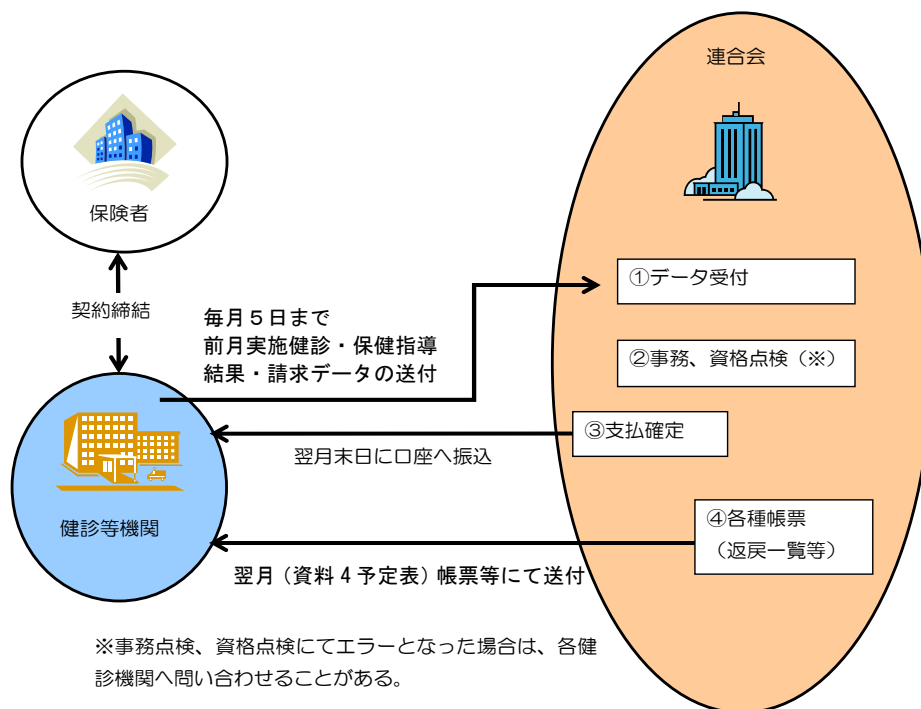 連合会
保険者
契約締結
毎月５日まで
前月実施健診・保健指導
結果・請求データの送付
①データ受付
②事務、資格点検（※）
③支払確定
翌月末日に口座へ振込
健診等機関
④各種帳票
（返戻一覧等）
翌月（資料４予定表）帳票等にて送付
※事務点検、資格点検にてエラーとなった場合は、各健
診機関へ問い合わせることがある。